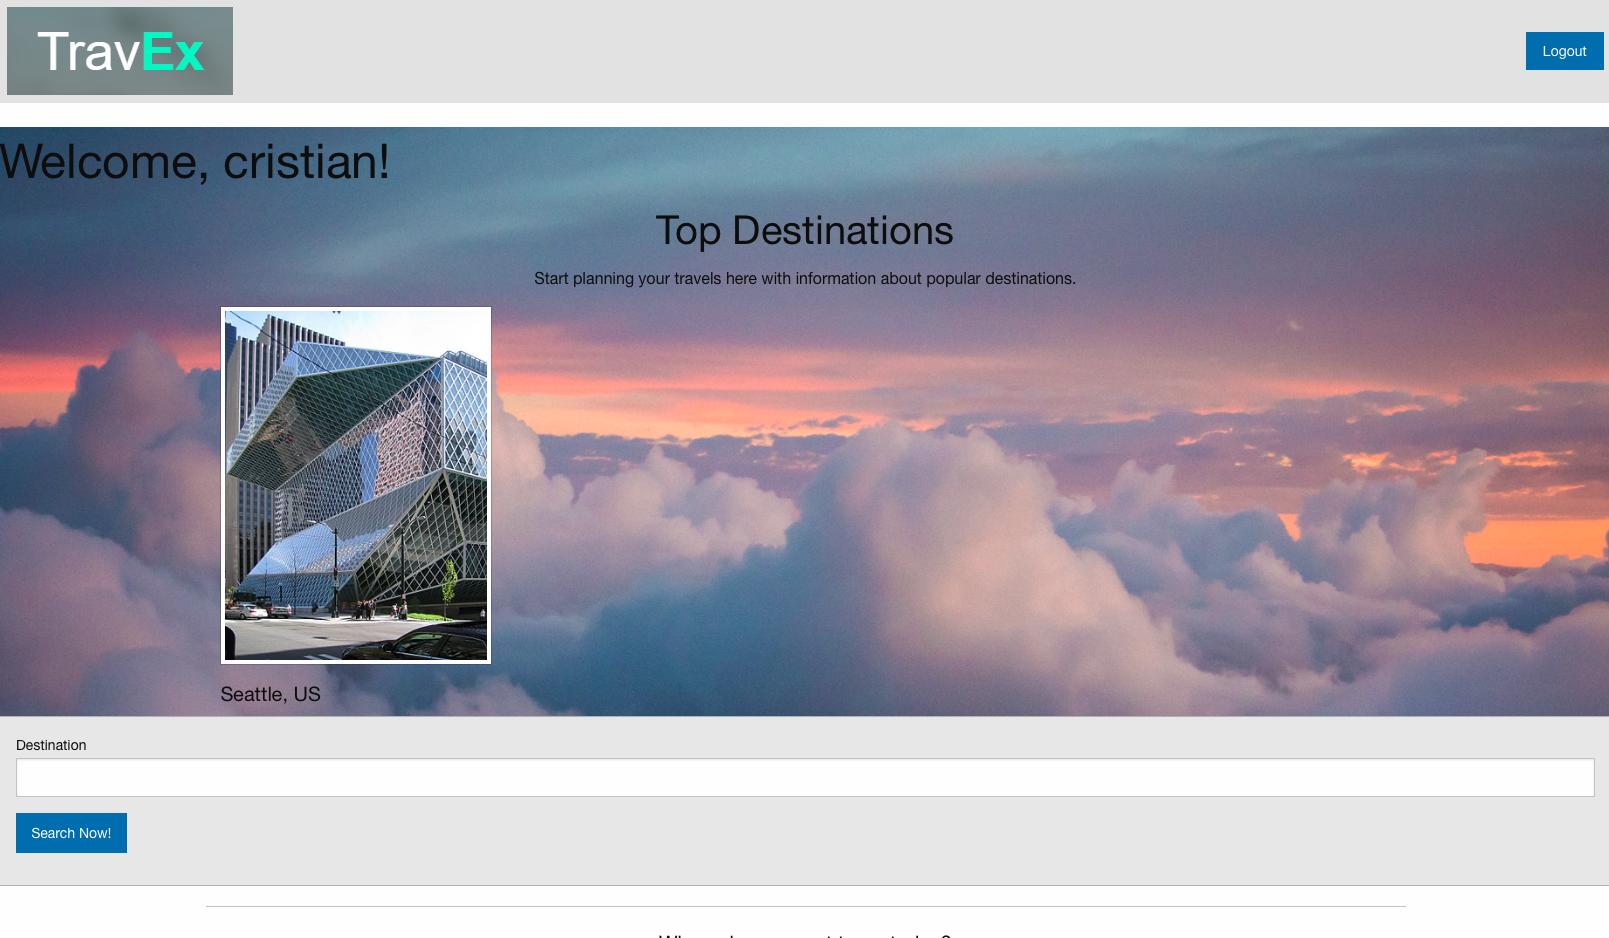 TravEx
Logout
Welcome, cristian!
Top Destinations
Start planning your travels here with information about popular destinations.
Seattle, US
Destination
Search Now!